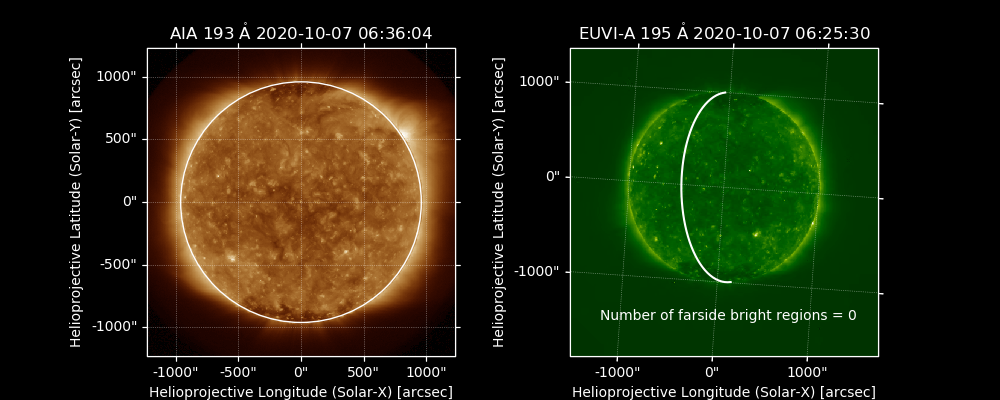 AIA 193 Å 2020-10-07 06:36:04
1000"
500"
0"
-500"
-1000"
-1000"
-500"
0"
500"
1000"
Helioprojective Longitude (Solar-X) [arcsec]
Helioprojective Latitude (Solar-Y) [arcsec]
EUVI-A 195 Å 2020-10-07 06:25:30
1000"
0"
-1000"
Number of farside bright regions = 0
-1000"
0"
1000"
Helioprojective Longitude (Solar-X) [arcsec]
Helioprojective Latitude (Solar-Y) [arcsec]